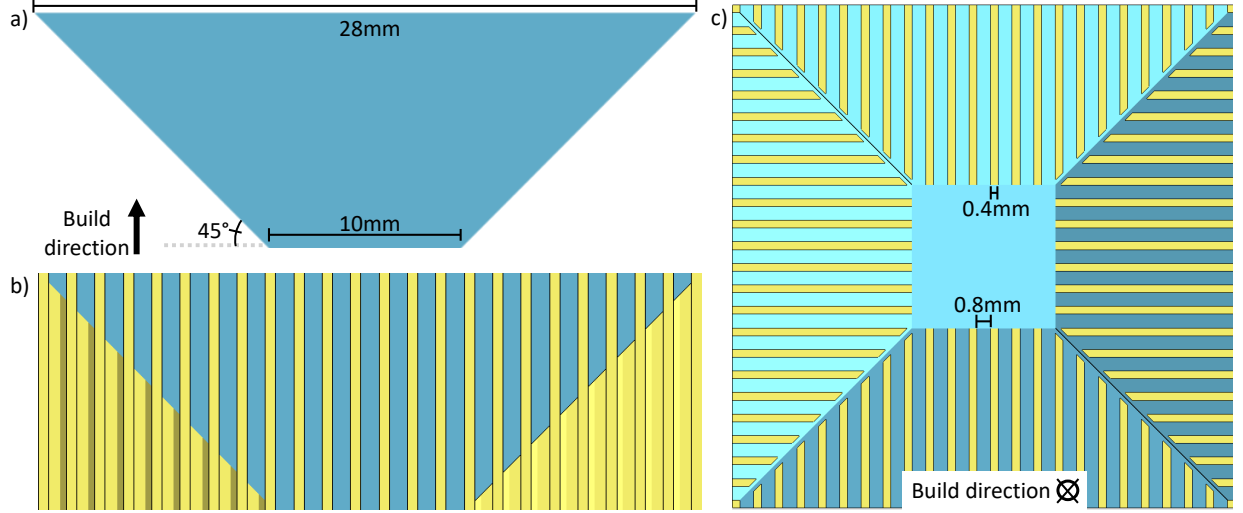 a)
28mm
Build
direction
45°
10mm
b)
c)
0.4mm
0.8mm
Build direction